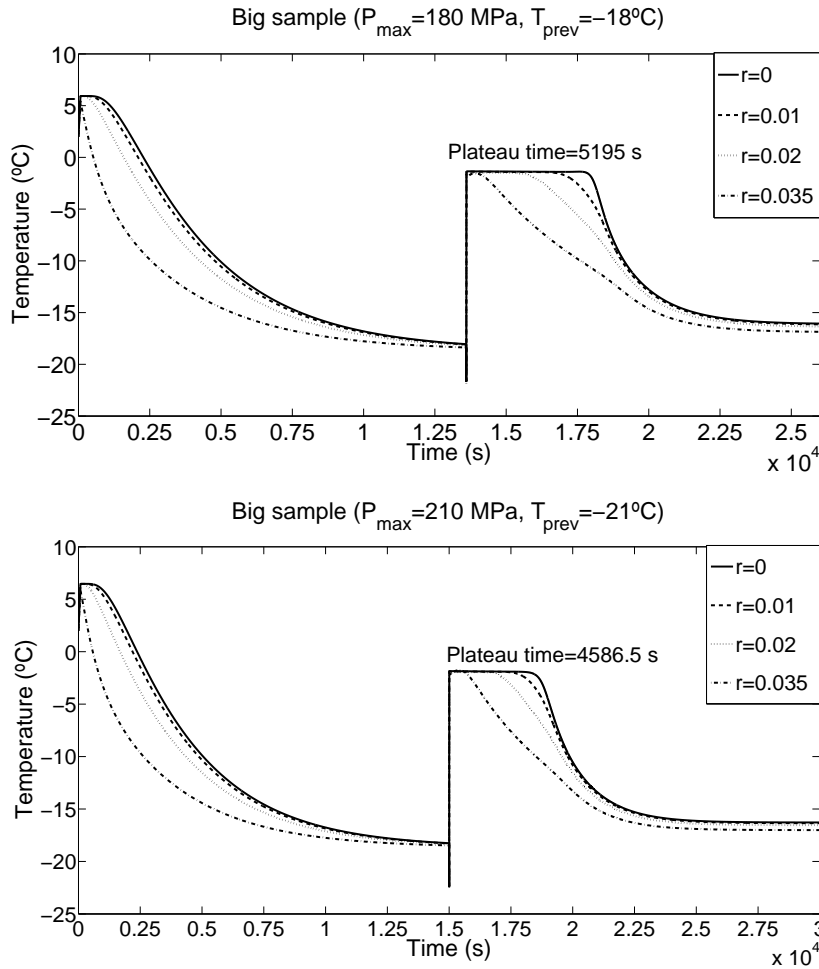 Big sample (P_max=180 MPa, T_prev=−18ºC)
10
5
0
−5
−10
−15
−20
−25
Temperature (ºC)
Plateau time=5195 s
r=0
r=0.01
r=0.02
r=0.035
0 0.25 0.5 0.75 1 1.25 1.5 1.75 2 2.25 2.5
Time (s)
x 10^4
Big sample (P_max=210 MPa, T_prev=−21ºC)
10
5
0
−5
−10
−15
−20
−25
Temperature (ºC)
Plateau time=4586.5 s
r=0
r=0.01
r=0.02
r=0.035
0 0.25 0.5 0.75 1 1.25 1.5 1.75 2 2.25 2.5 2.75 3
Time (s)
x 10^4